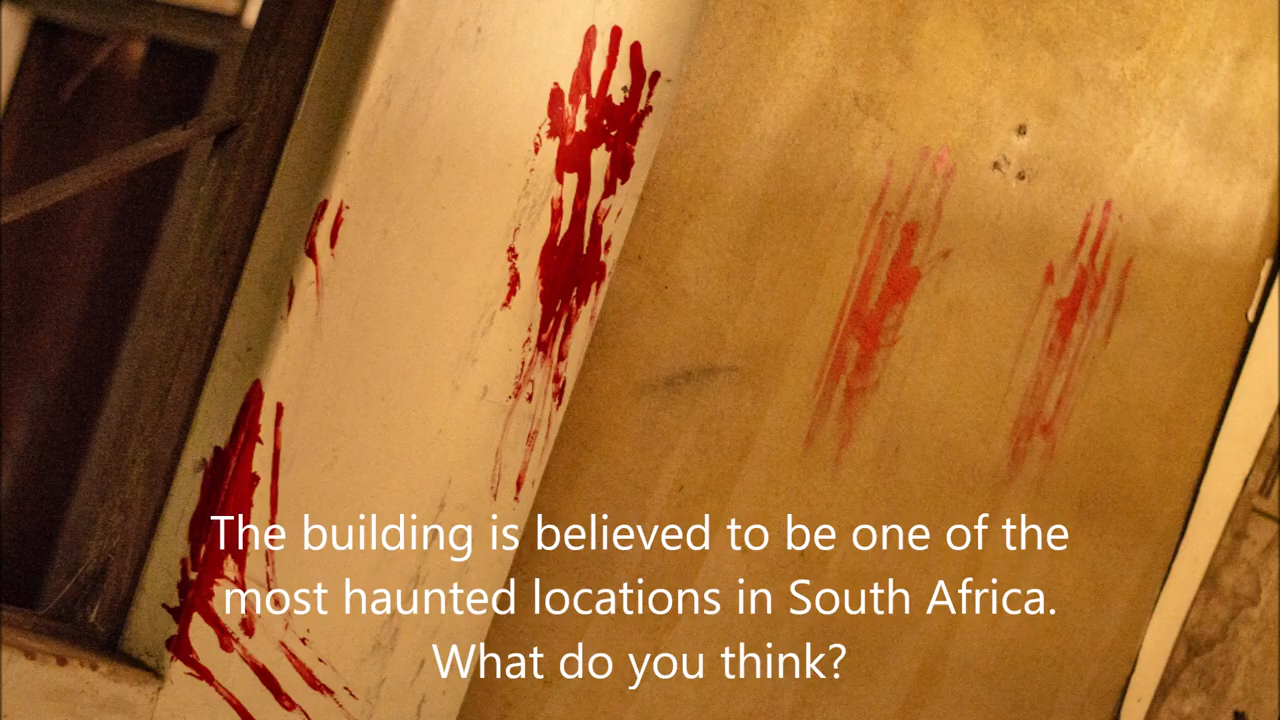 The building is believed to be one of the
most haunted locations in South Africa.
What do you think?